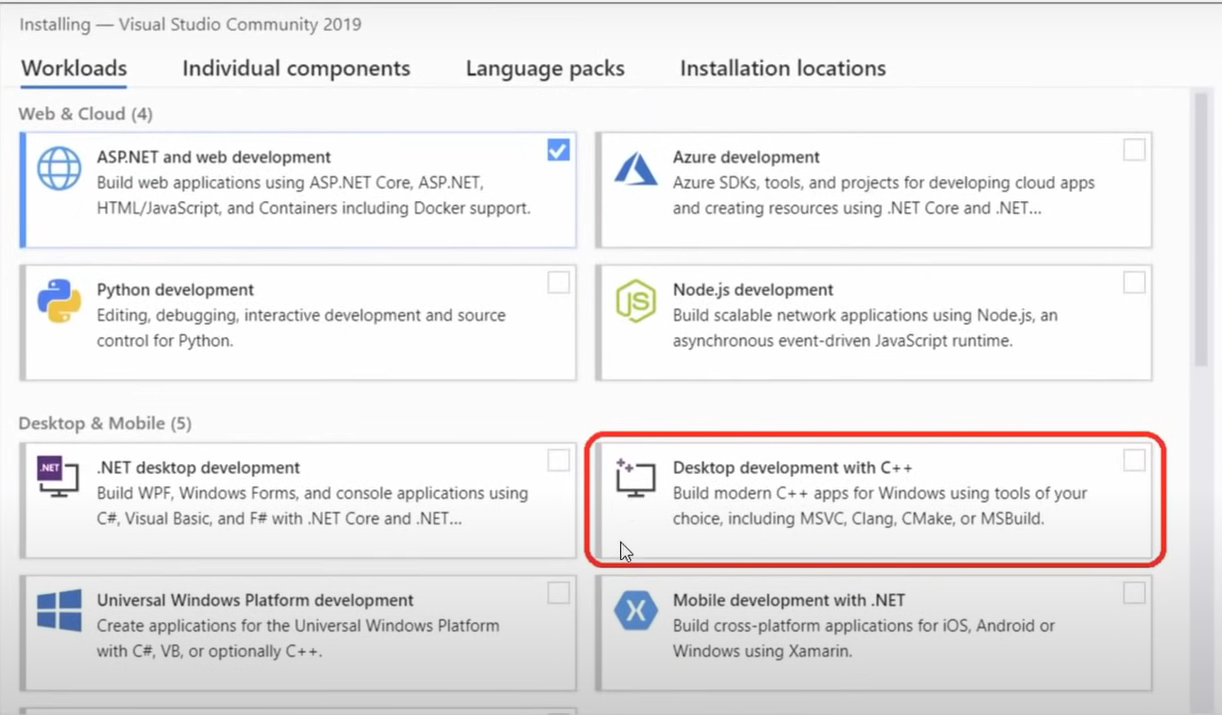 Installing — Visual Studio Community 2019
Workloads Individual components Language packs Installation locations
Web & Cloud (4)
ASP.NET and web development
Build web applications using ASP.NET Core, ASP.NET,
HTML/JavaScript, and Containers including Docker support.
Azure development
Azure SDKs, tools, and projects for developing cloud apps
and creating resources using .NET Core and .NET...
Python development
Editing, debugging, interactive development and source
control for Python.
Node.js development
Build scalable network applications using Node.js, an
asynchronous event-driven JavaScript runtime.
Desktop & Mobile (5)
.NET
.NET desktop development
Build WPF, Windows Forms, and console applications using
C#, Visual Basic, and F# with .NET Core and .NET...
Desktop development with C++
Build modern C++ apps for Windows using tools of your
choice, including MSVC, Clang, CMake, or MSBuild.
Universal Windows Platform development
Create applications for the Universal Windows Platform
with C#, VB, or optionally C++.
Mobile development with .NET
Build cross-platform applications for iOS, Android or
Windows using Xamarin.